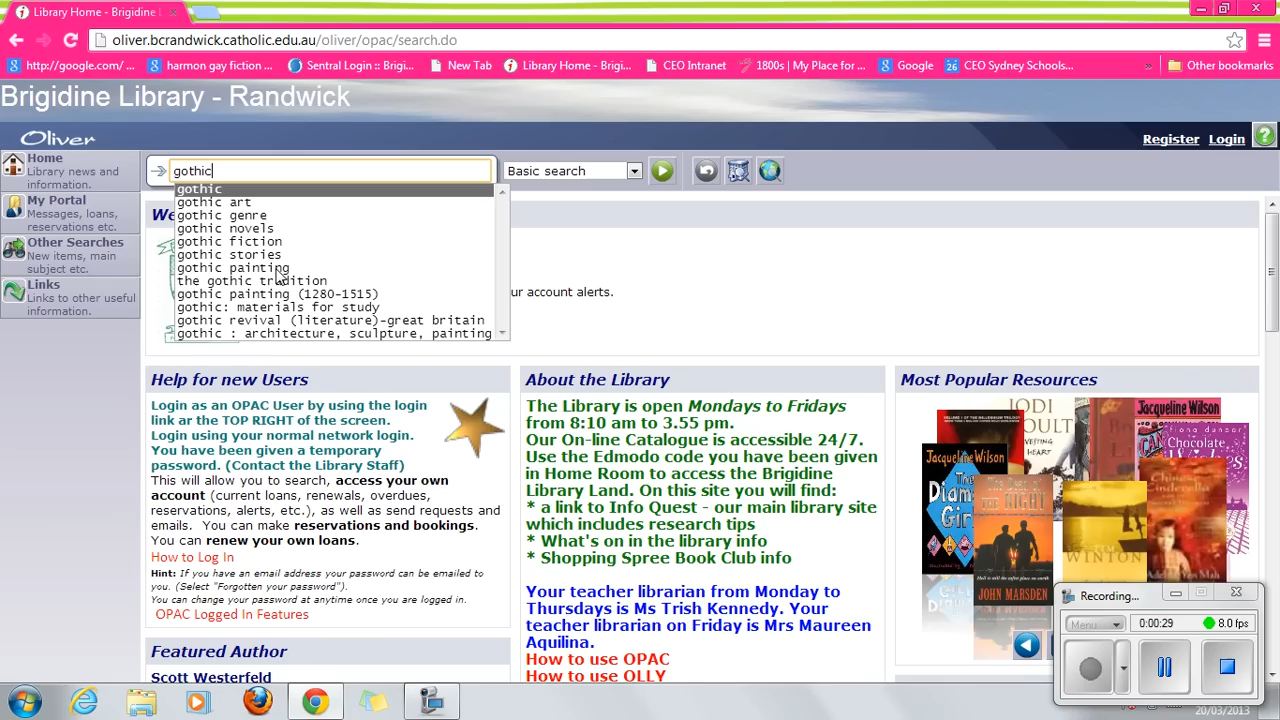 Library Home - Brigidine L
oliver.bcrandwick.catholic.edu.au/oliver/opac/search.do
http://google.com/ ...
harmon gay fiction ...
Sentral Login :: Brigi...
New Tab
Library Home - Brigi...
CEO Intranet
1800s | My Place for ...
Google
26
CEO Sydney Schools...
»
Other bookmarks
Brigidine Library - Randwick
Oliver
Register
Login
?
Home
Library news and
information.
gothic
Basic search
My Portal
Messages, loans,
reservations etc.
Other Searches
New items, main
subject etc.
Links
Links to other useful
information.
gothic
gothic art
gothic genre
gothic novels
gothic fiction
gothic stories
gothic painting
the gothic tradition
gothic painting (1280-1515)
gothic: materials for study
gothic revival (literature)-great britain
gothic : architecture, sculpture, painting
We
ur account alerts.
Help for new Users
Login as an OPAC User by using the login
link ar the TOPRIGHT on the screen.
Login using your normal network login.
You have been given a temporary
password. (Contact the Library Staff)
This will allow you to search, access your own
account (current loans, renewals, overdues,
reservations, alerts, etc.), as well as send requests and
emails. You can make reservations and bookings.
You can renew your own loans.
How to Log In
Hint: If you have an email address your password can be emailed to
you. (Select "Forgotten your password").
You can change your password at anytime once you are logged in.
OPAC Logged In Features
Featured Author
Scott Westerfeld
About the Library
The Library is open Mondays to Fridays
from 8:10 am to 3.55 pm.
Our On-line Catalogue is accessible 24/7.
Use the Edmodo code you have been given
in Home Room to access the Brigidine
Library Land. On this site you will find:
* a link to Info Quest - our main library site
which includes research tips
* What's on in the library info
* Shopping Spree Book Club info
Your teacher librarian from Monday to
Thursdays is Ms Trish Kennedy. Your
teacher librarian on Friday is Mrs Maureen
Aquilina.
How to use OPAC
How to use OLLY
Most Popular Resources
JODI
Jacqueline Wilson
Jacqueline Wilson
Chocolate
Chinese
Cinderella
WINTON
JOHN MARSDEN
Recording...
Menu
0:00:29
8.0 fps
20/03/2013